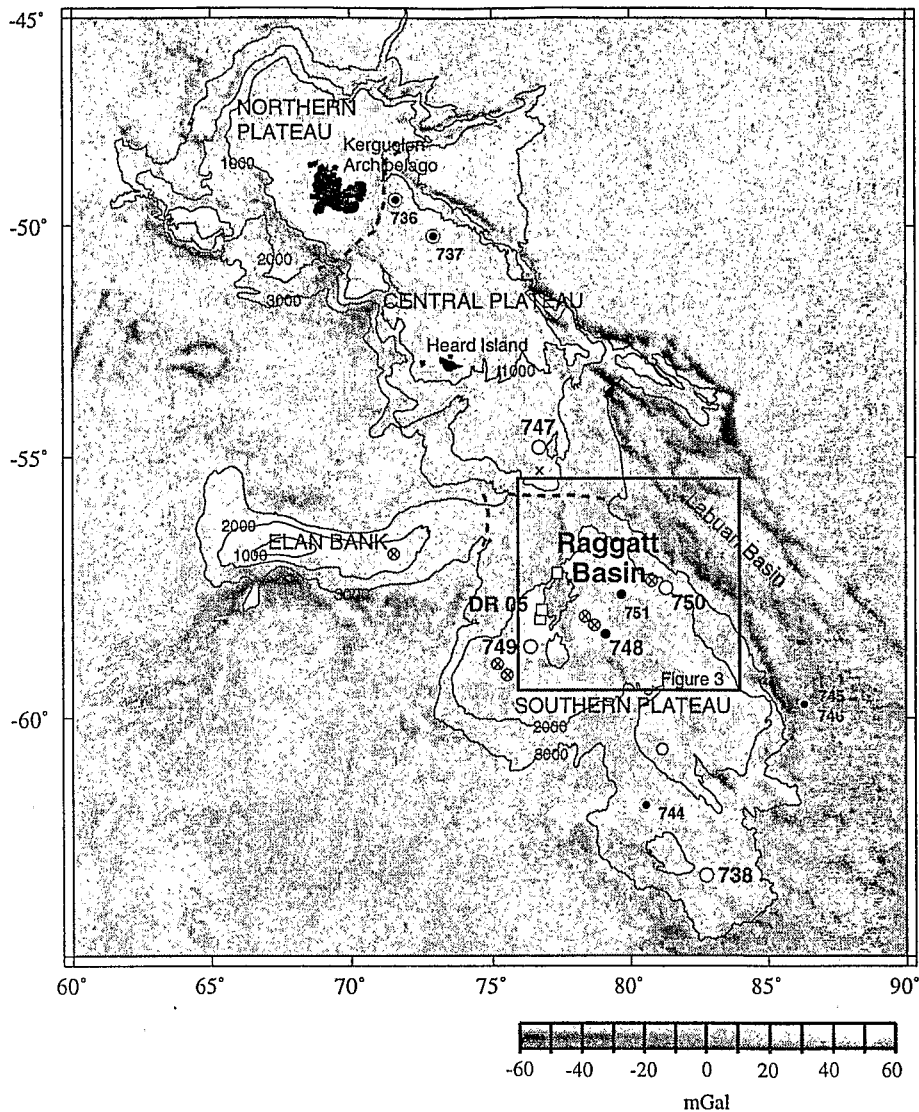 -45°
NORTHERN
PLATEAU
Kerguelen
Archipelago
1000
736
-50°
737
2000
3000
CENTRAL PLATEAU
Heard Island
1000
747
x
-55°
Labuan Basin
2000
1000
ELAN BANK
3000
Raggatt
Basin
DR 05
751
750
749
748
Figure 3
745
746
SOUTHERN PLATEAU
-60°
2000
3000
744
738
60° 65° 70° 75° 80° 85° 90°
-60 -40 -20 0 20 40 60
mGal